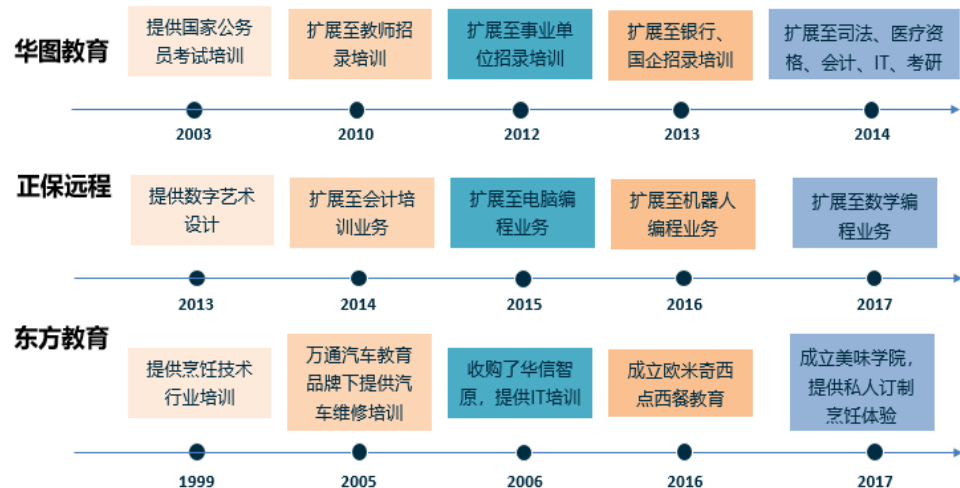 华图教育
提供国家公务
员考试培训
扩展至教师招
录培训
扩展至事业单
位招录培训
扩展至银行、
国企招录培训
扩展至司法、医疗资
格、会计、IT、考研
2003
2010
2012
2013
2014
正保远程
提供数字艺术
设计
扩展至会计培
训业务
扩展至电脑编
程业务
扩展至机器人
编程业务
扩展至数学编
程业务
2013
2014
2015
2016
2017
东方教育
提供烹饪技术
行业培训
万通汽车教育
品牌下提供汽
车维修培训
收购了华信智
原，提供IT培训
成立欧米奇西
点西餐教育
成立美味学院，
提供私人订制
烹饪体验
1999
2005
2006
2016
2017